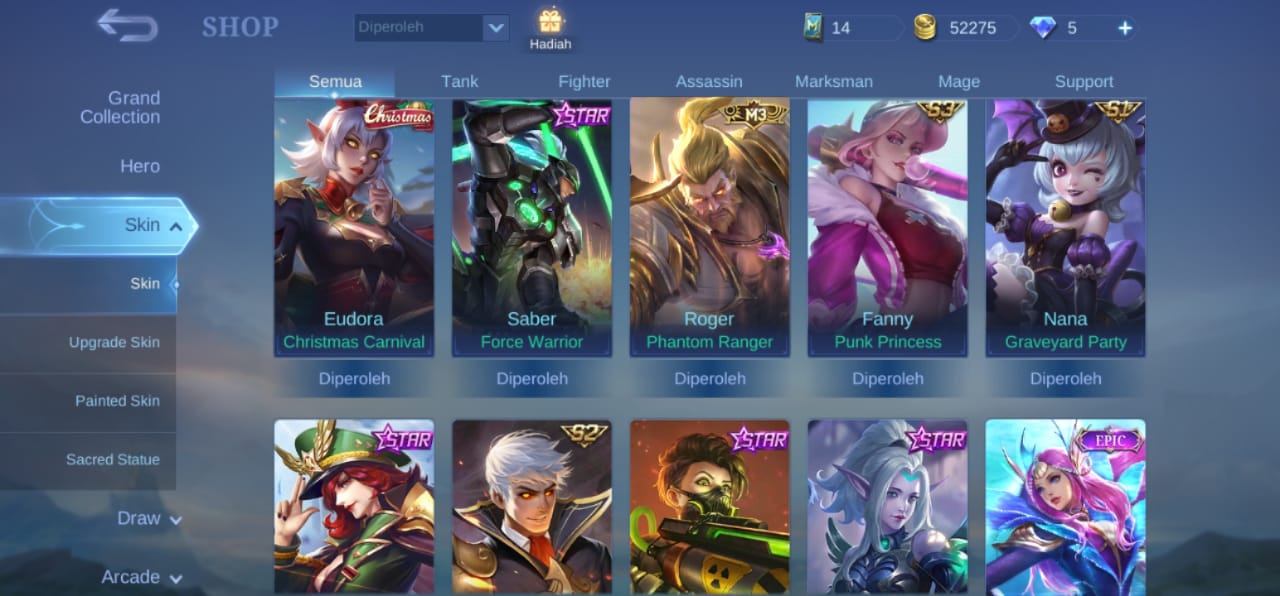 SHOP
Diperoleh
Hadiah
14
52275
5
+
Semua
Tank
Fighter
Assassin
Marksman
Mage
Support
Grand
Collection
Hero
Skin
Skin
Upgrade Skin
Painted Skin
Sacred Statue
Draw
Arcade
Christmas
STAR
M3
S3
S1
Eudora
Saber
Roger
Fanny
Nana
Christmas Carnival
Force Warrior
Phantom Ranger
Punk Princess
Graveyard Party
Diperoleh
Diperoleh
Diperoleh
Diperoleh
Diperoleh
STAR
S2
STAR
STAR
EPIC